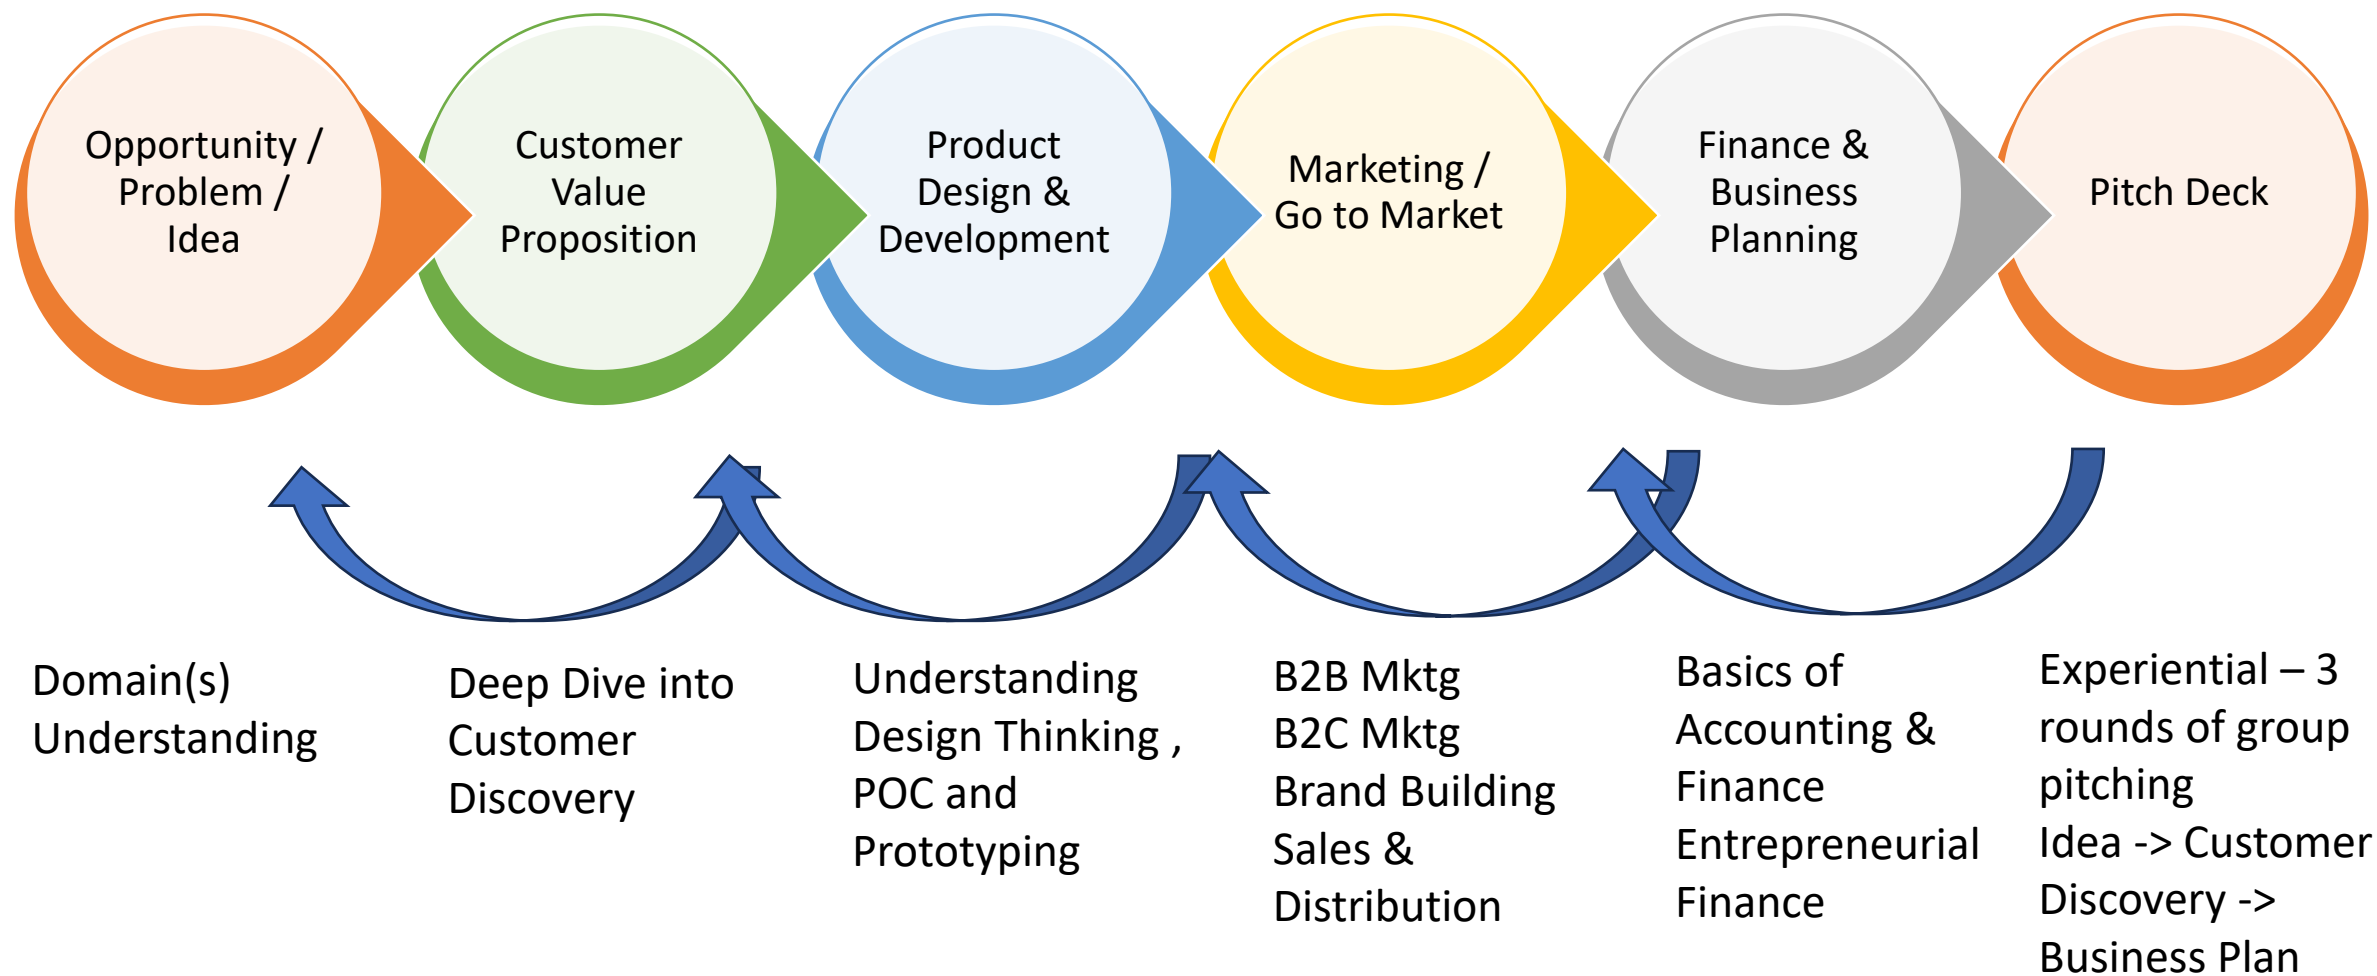 Opportunity /
Problem /
Idea
Customer
Value
Proposition
Product
Design &
Development
Marketing /
Go to Market
Finance &
Business
Planning
Pitch Deck
Domain(s)
Understanding
Deep Dive into
Customer
Discovery
Understanding
Design Thinking ,
POC and
Prototyping
B2B Mktg
B2C Mktg
Brand Building
Sales &
Distribution
Basics of
Accounting &
Finance
Entrepreneurial
Finance
Experiential – 3
rounds of group
pitching
Idea -> Customer
Discovery ->
Business Plan